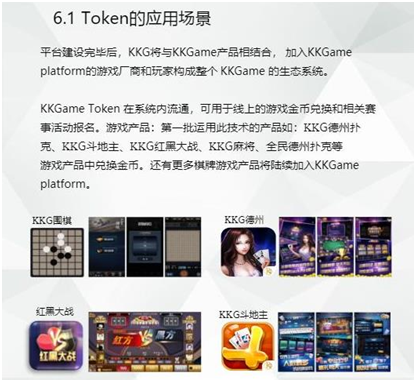 6.1 Token的应用场景
平台建设完毕后，KKG将与KKGame产品相结合， 加入KKGame
platform的游戏厂商和玩家构成整个 KKGame 的生态系统。
KKGame Token 在系统内流通，可用于线上的游戏金币兑换和相关赛
事活动报名。游戏产品：第一批运用此技术的产品如：KKG德州扑
克、KKG斗地主、KKG红黑大战、KKG麻将、全民德州扑克等
游戏产品中兑换金币。还有更多棋牌游戏产品将陆续加入KKGame
platform。
KKG围棋
KKG德州
红黑大战
KKG斗地主
红黑大战
红方
VS
黑方